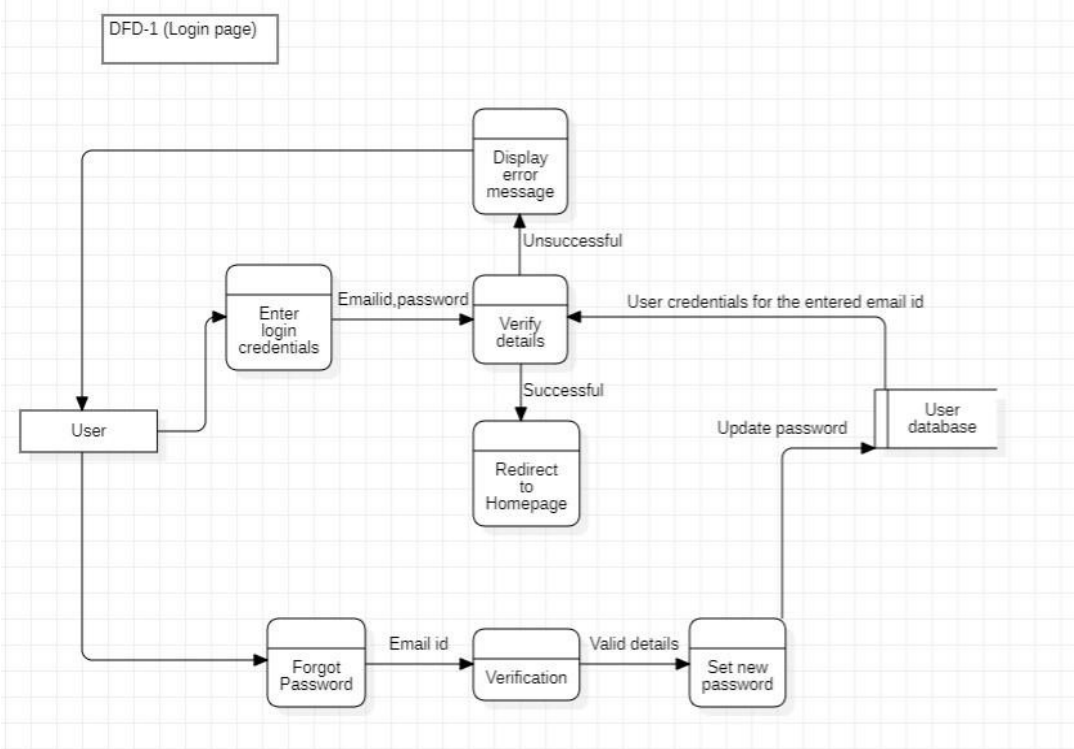 DFD-1 (Login page)
Display
error
message
Unsuccessful
Enter
login
credentials
Emailid,password
Verify
details
User credentials for the entered email id
Successful
User
Redirect
to
Homepage
Update password
User
database
Forgot
Password
Email id
Verification
Valid details
Set new
password